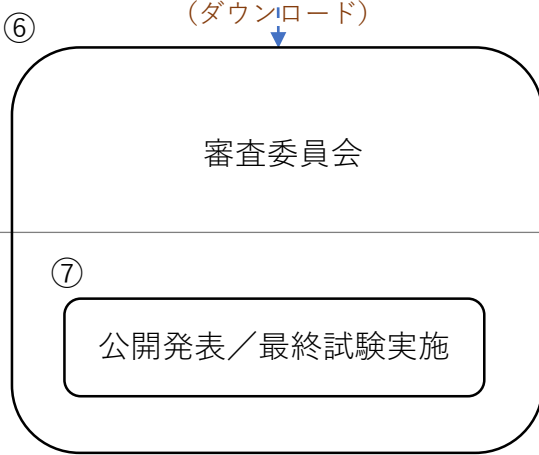 （ダウンロード）
⑥
審査委員会
⑦
公開発表／最終試験実施